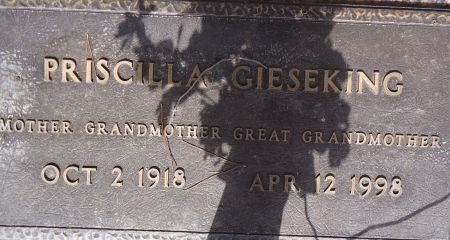 PRISCILLA GIESEKING
MOTHER GRANDMOTHER GREAT GRANDMOTHER
OCT 2 1918 APR 12 1998